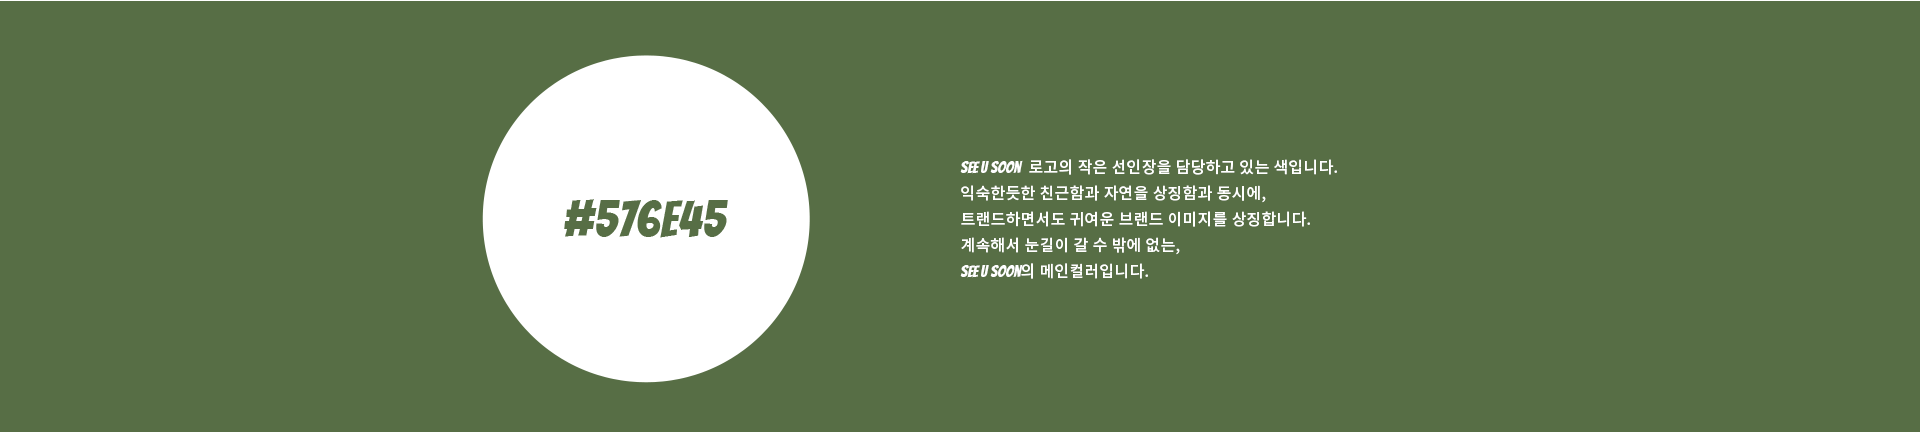 #576E45
SEE U SOON 로고의 작은 선인장을 담당하고 있는 색입니다.
익숙한듯한 친근함과 자연을 상징함과 동시에,
트랜드하면서도 귀여운 브랜드 이미지를 상징합니다.
계속해서 눈길이 갈 수 밖에 없는,
SEE U SOON의 메인컬러입니다.